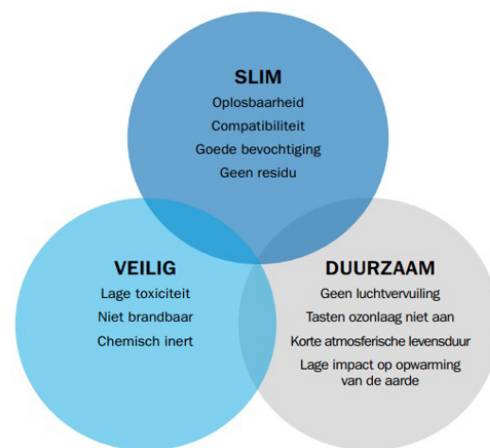 SLIM
Oplosbaarheid
Compatibiliteit
Goede bevochtiging
Geen residu
VEILIG
Lage toxiciteit
Niet brandbaar
Chemisch inert
DUURZAAM
Geen luchtvervuiling
Tasten ozonlaag niet aan
Korte atmosferische levensduur
Lage impact op opwarming
van de aarde